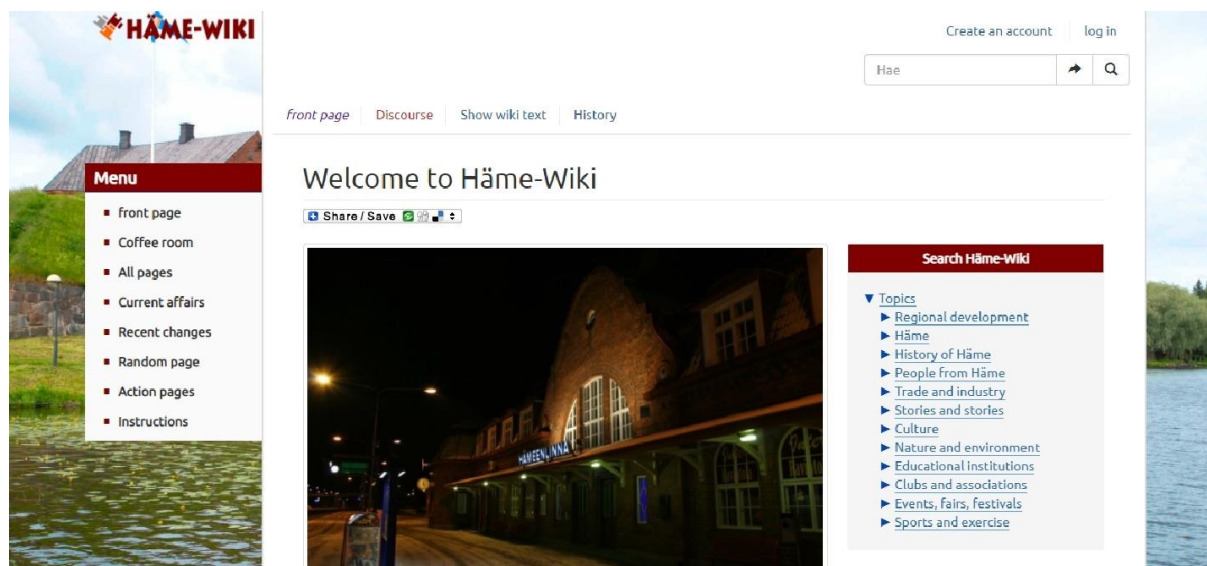 HÄME-WIKI
Create an account log in
Hae
front page Discourse Show wiki text History
Menu
front page
Coffee room
All pages
Current affairs
Recent changes
Random page
Action pages
Instructions
Welcome to Häme-Wiki
Share / Save
HÄMEENLINNA
Search Häme-Wiki
Topics
Regional development
Häme
History of Häme
People from Häme
Trade and industry
Stories and stories
Culture
Nature and environment
Educational institutions
Clubs and associations
Events, fairs, festivals
Sports and exercise